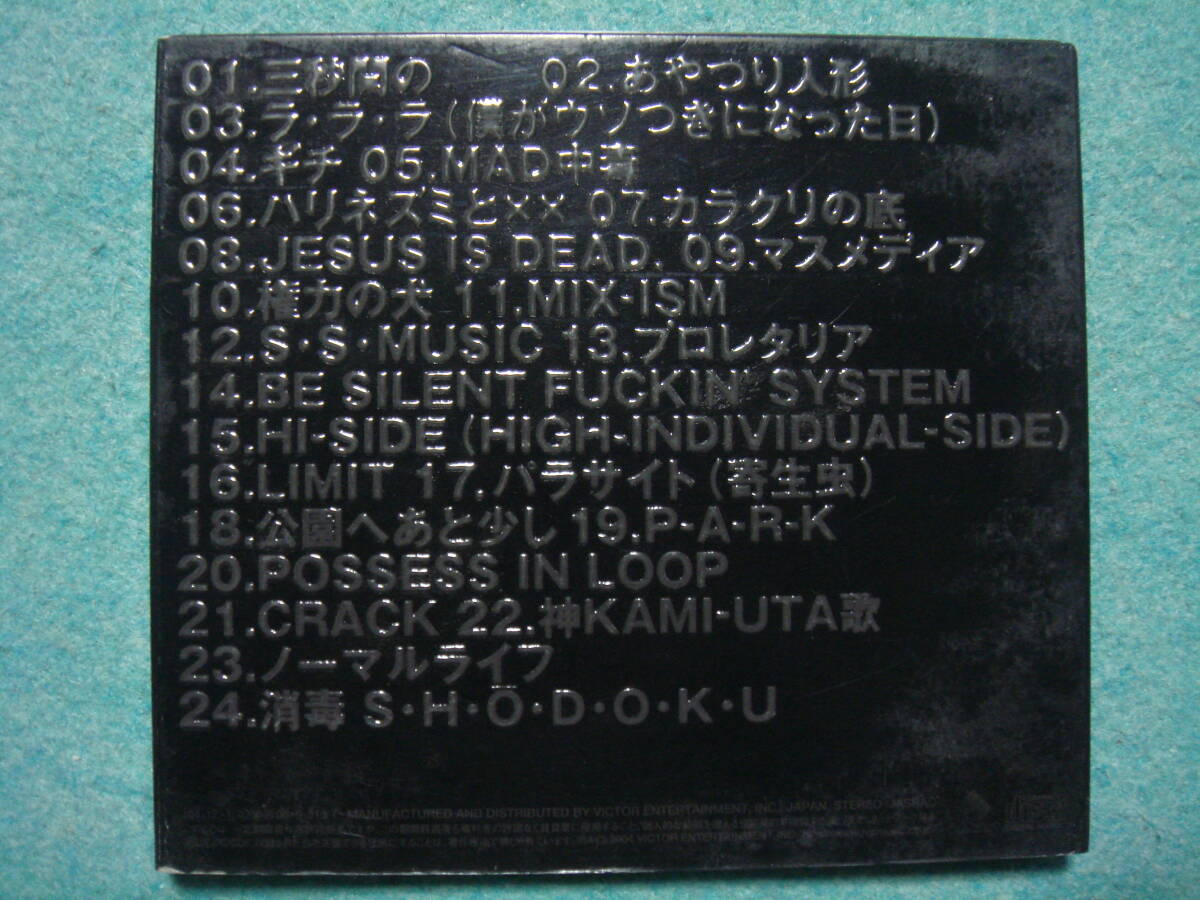 01.三秒間の 02.あやつり人形
03.ラ・ラ・ラ(僕がウソつきになった日)
04.ギチ 05.MAD中毒
06.ハリネズミと×× 07.カラクリの底
08.JESUS IS DEAD. 09.マスメディア
10.権力の犬 11.MIX-ISM
12.S・S・MUSIC 13.プロレタリア
14.BE SILENT FUCKIN' SYSTEM
15.HI-SIDE (HIGH-INDIVIDUAL-SIDE)
16.LIMIT 17.パラサイト(寄生虫)
18.公園へあと少し 19.P-A-R-K
20.POSSESS IN LOOP
21.CRACK 22.神KAMI-UTA歌
23.ノーマルライフ
24.消毒 S・H・O・D・O・K・U
MANUFACTURED AND DISTRIBUTED BY VICTOR ENTERTAINMENT, INC., JAPAN. STEREO JASRAC